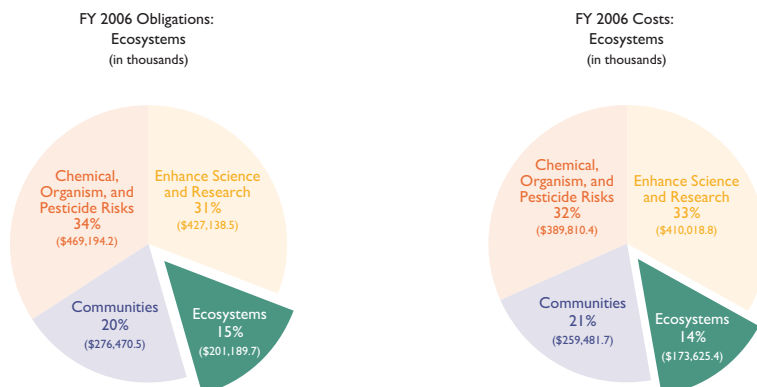 FY 2006 Obligations:
Ecosystems
(in thousands)
Chemical,
Organism, and
Pesticide Risks
34%
($469,194.2)
Enhance Science
and Research
31%
($427,138.5)
Communities
20%
($276,470.5)
Ecosystems
15%
($201,189.7)
FY 2006 Costs:
Ecosystems
(in thousands)
Chemical,
Organism, and
Pesticide Risks
32%
($389,810.4)
Enhance Science
and Research
33%
($410,018.8)
Communities
21%
($259,481.7)
Ecosystems
14%
($173,625.4)